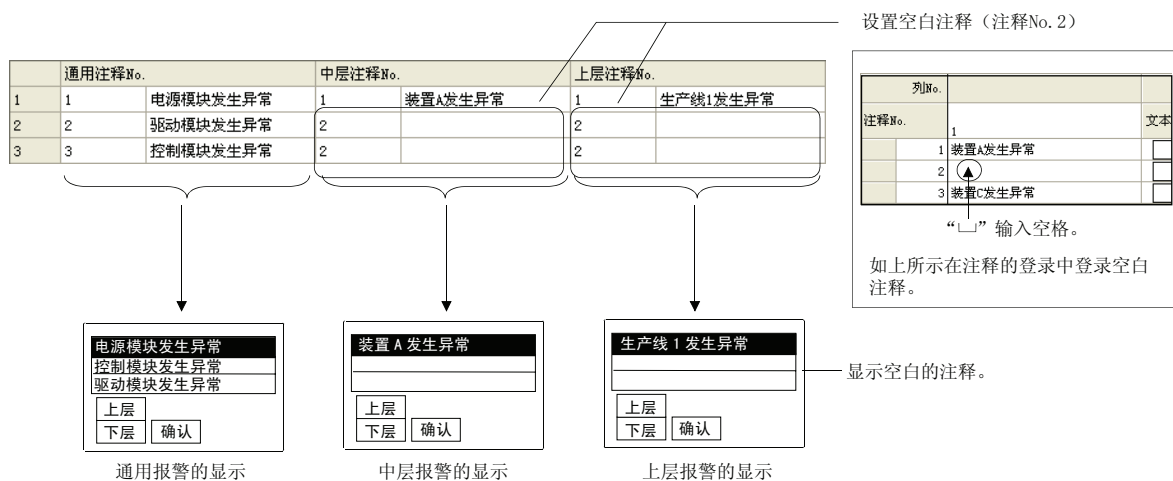 设置空白注释（注释No.2）
通用注释No. 中层注释No. 上层注释No.
1 1 电源模块发生异常 1 装置A发生异常 1 生产线1发生异常
2 2 驱动模块发生异常 2 2
3 3 控制模块发生异常 2 2
列No.
注释No. 1 文本
1 装置A发生异常
2
3 装置C发生异常
“⌴”输入空格。
如上所示在注释的登录中登录空白
注释。
电源模块发生异常
控制模块发生异常
驱动模块发生异常
上层
下层 确认
通用报警的显示
装置 A 发生异常
上层
下层 确认
中层报警的显示
生产线 1 发生异常
上层
下层 确认
上层报警的显示
显示空白的注释。